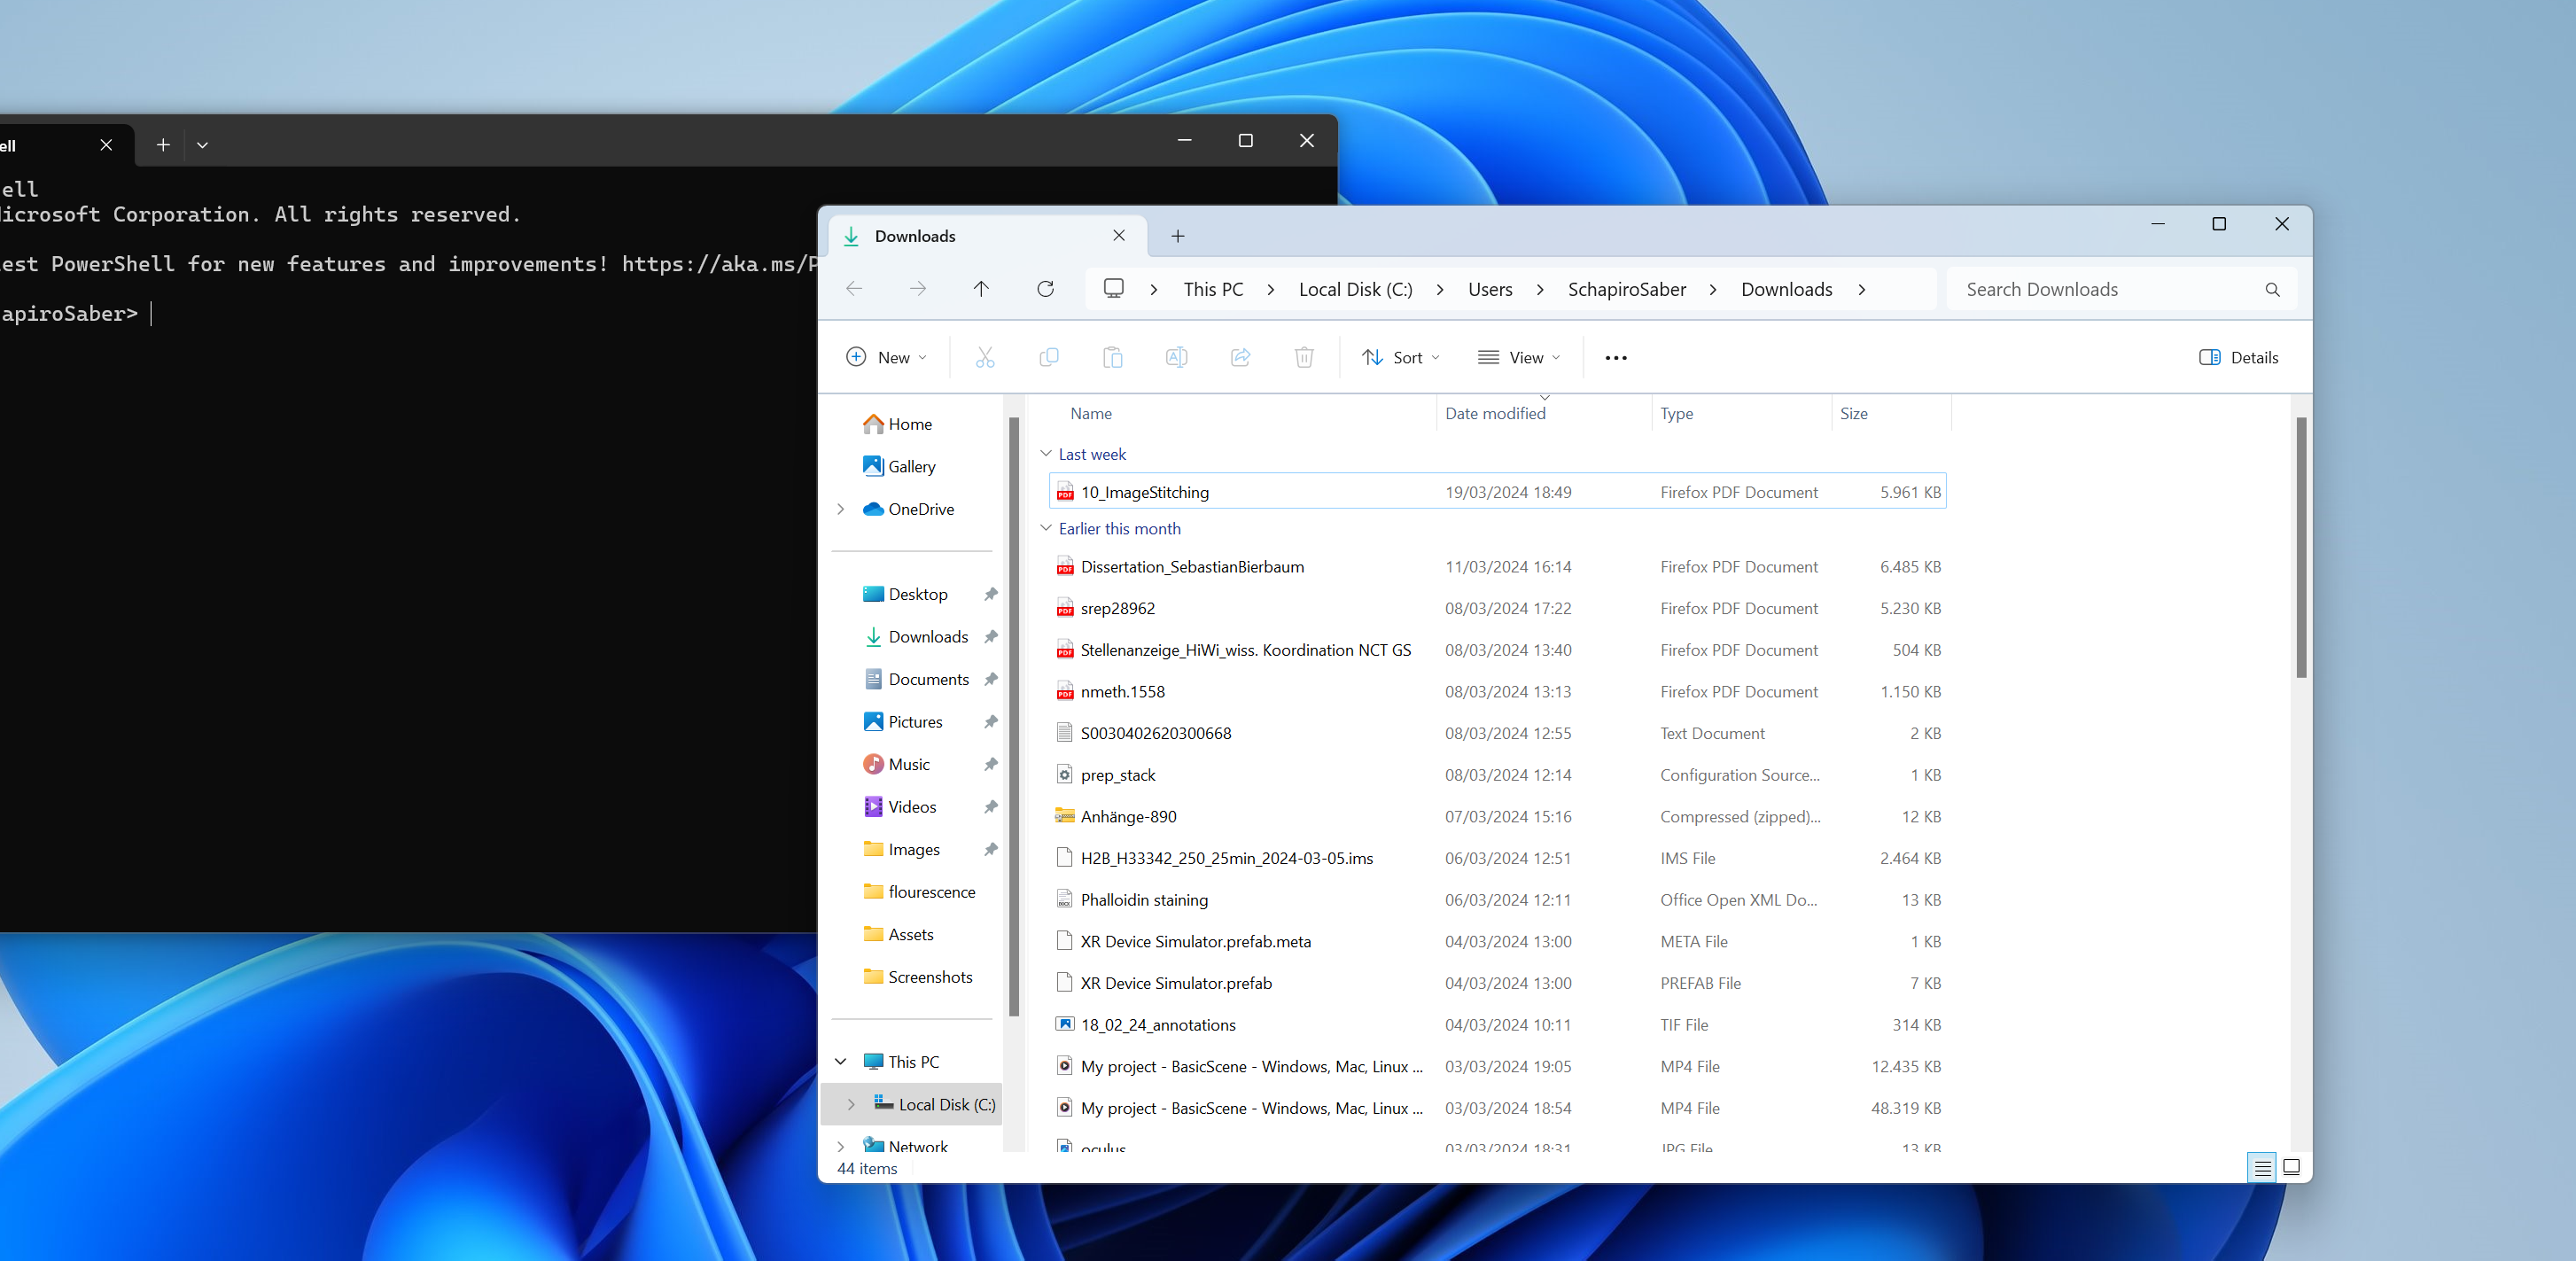 ell
ell
icrosoft Corporation. All rights reserved.
est PowerShell for new features and improvements! https://aka.ms/P
apiroSaber>
Downloads
This PC > Local Disk (C:) > Users > SchapiroSaber > Downloads >
Search Downloads
New
Sort
View
Details
Home
Gallery
OneDrive
Desktop
Downloads
Documents
Pictures
Music
Videos
Images
flourescence
Assets
Screenshots
This PC
Local Disk (C:)
Network
Name Date modified Type Size
Last week
10_ImageStitching 19/03/2024 18:49 Firefox PDF Document 5.961 KB
Earlier this month
Dissertation_SebastianBierbaum 11/03/2024 16:14 Firefox PDF Document 6.485 KB
srep28962 08/03/2024 17:22 Firefox PDF Document 5.230 KB
Stellenanzeige_HiWi_wiss. Koordination NCT GS 08/03/2024 13:40 Firefox PDF Document 504 KB
nmeth.1558 08/03/2024 13:13 Firefox PDF Document 1.150 KB
S0030402620300668 08/03/2024 12:55 Text Document 2 KB
prep_stack 08/03/2024 12:14 Configuration Source... 1 KB
Anhänge-890 07/03/2024 15:16 Compressed (zipped)... 12 KB
H2B_H33342_250_25min_2024-03-05.ims 06/03/2024 12:51 IMS File 2.464 KB
Phalloidin staining 06/03/2024 12:11 Office Open XML Do... 13 KB
XR Device Simulator.prefab.meta 04/03/2024 13:00 META File 1 KB
XR Device Simulator.prefab 04/03/2024 13:00 PREFAB File 7 KB
18_02_24_annotations 04/03/2024 10:11 TIF File 314 KB
My project - BasicScene - Windows, Mac, Linux ... 03/03/2024 19:05 MP4 File 12.435 KB
My project - BasicScene - Windows, Mac, Linux ... 03/03/2024 18:54 MP4 File 48.319 KB
oculus 03/03/2024 18:31 JPG File 13 KB
44 items